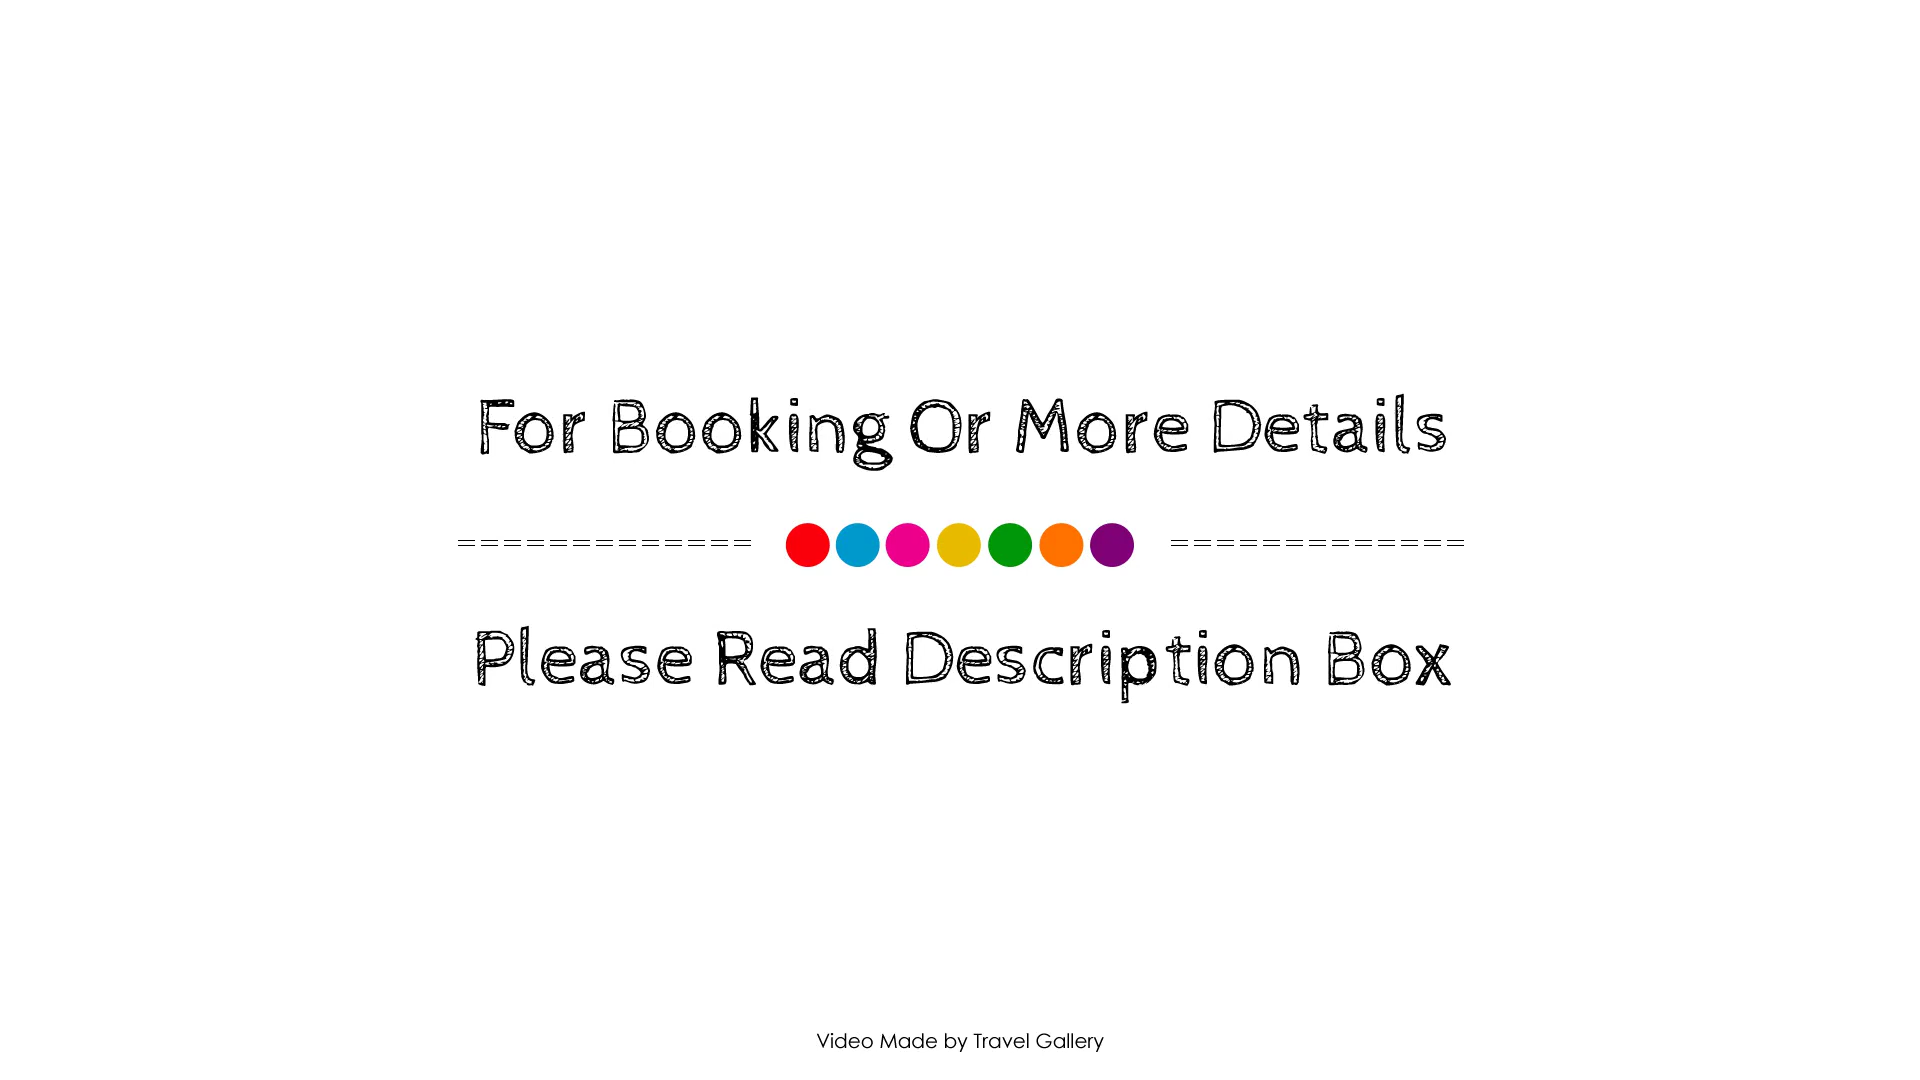 For Booking Or More Details
============= =============
Please Read Description Box
Video Made by Travel Gallery